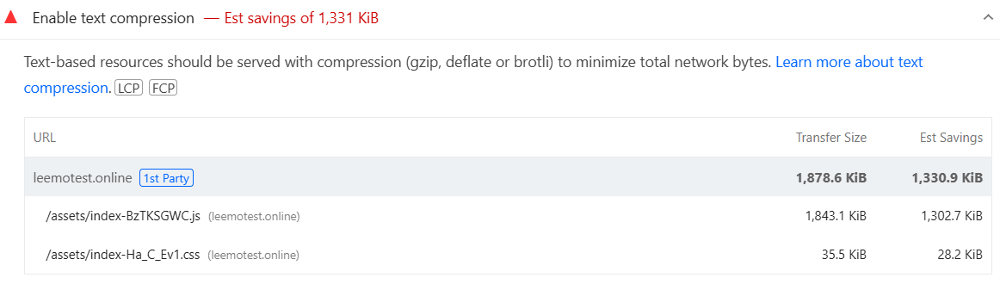 Enable text compression — Est savings of 1,331 KiB
Text-based resources should be served with compression (gzip, deflate or brotli) to minimize total network bytes. Learn more about text
compression. LCP FCP
URL Transfer Size Est Savings
leemotest.online 1st Party 1,878.6 KiB 1,330.9 KiB
/assets/index-BzTKSGWC.js (leemotest.online) 1,843.1 KiB 1,302.7 KiB
/assets/index-Ha_C_Ev1.css (leemotest.online) 35.5 KiB 28.2 KiB